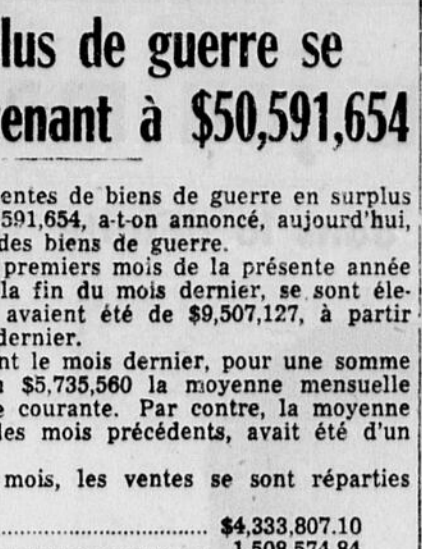 lus de guerre se
enant à $50,591,654
entes de biens de guerre en surplus
591,654, a-t-on annoncé, aujourd'hui,
des biens de guerre.
premiers mois de la présente année
la fin du mois dernier, se sont éle-
avaient été de $9,507,127, à partir
dernier.
nt le mois dernier, pour une somme
$5,735,560 la moyenne mensuelle
courante. Par contre, la moyenne
les mois précédents, avait été d'un
mois, les ventes se sont réparties
$4,333,807.10
1,508,574.84